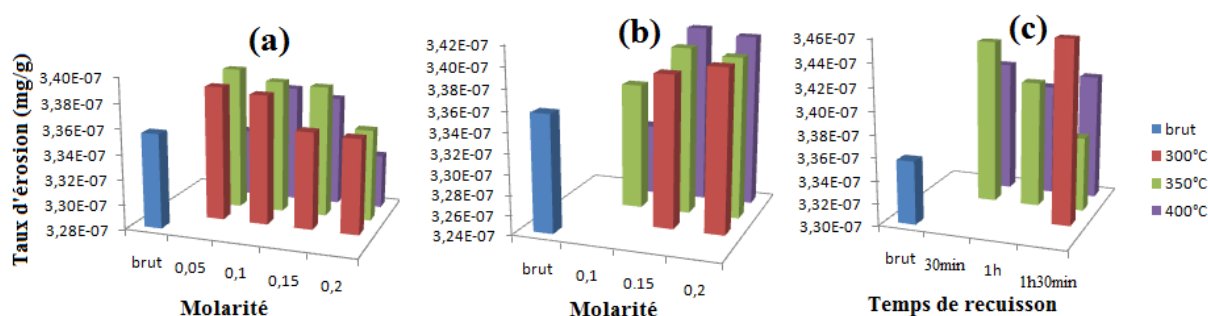 (a)
Taux d'érosion (mg/g)
3,40E-07
3,38E-07
3,36E-07
3,34E-07
3,32E-07
3,30E-07
3,28E-07
brut 0,05 0,1 0,15 0,2
Molarité
(b)
3,42E-07
3,40E-07
3,36E-07
3,34E-07
3,32E-07
3,30E-07
3,28E-07
3,26E-07
3,24E-07
brut 0,1 0.15 0,2
Molarité
(c)
3,46E-07
3,44E-07
3,42E-07
3,40E-07
3,38E-07
3,36E-07
3,34E-07
3,32E-07
3,30E-07
brut 30min 1h 1h30min
Temps de recuisson
brut
300°C
350°C
400°C